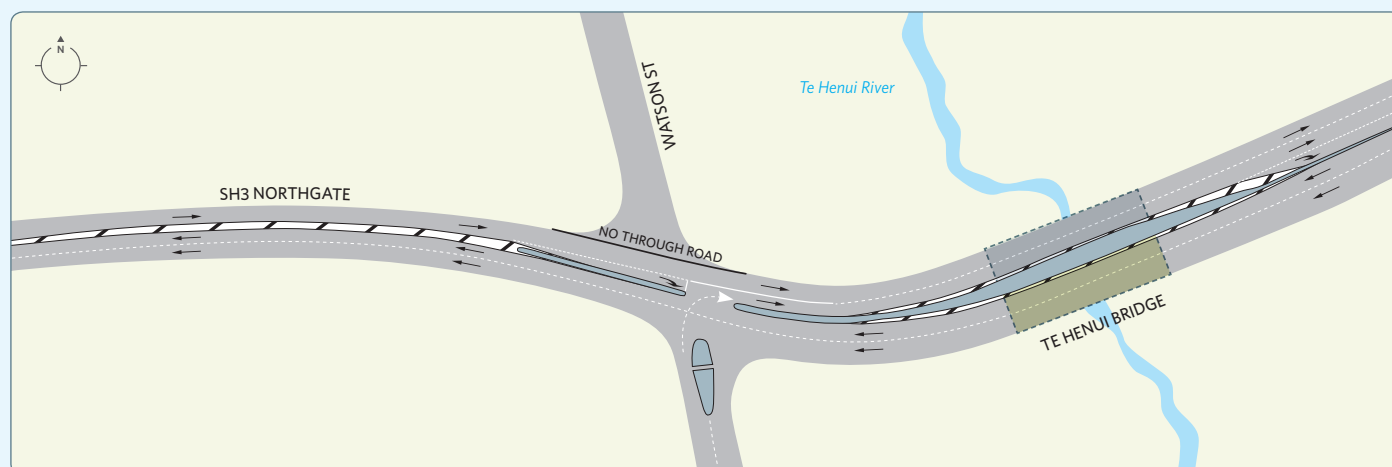 N
WATSON ST
Te Henui River
SH3 NORTHGATE
NO THROUGH ROAD
TE HENUI BRIDGE